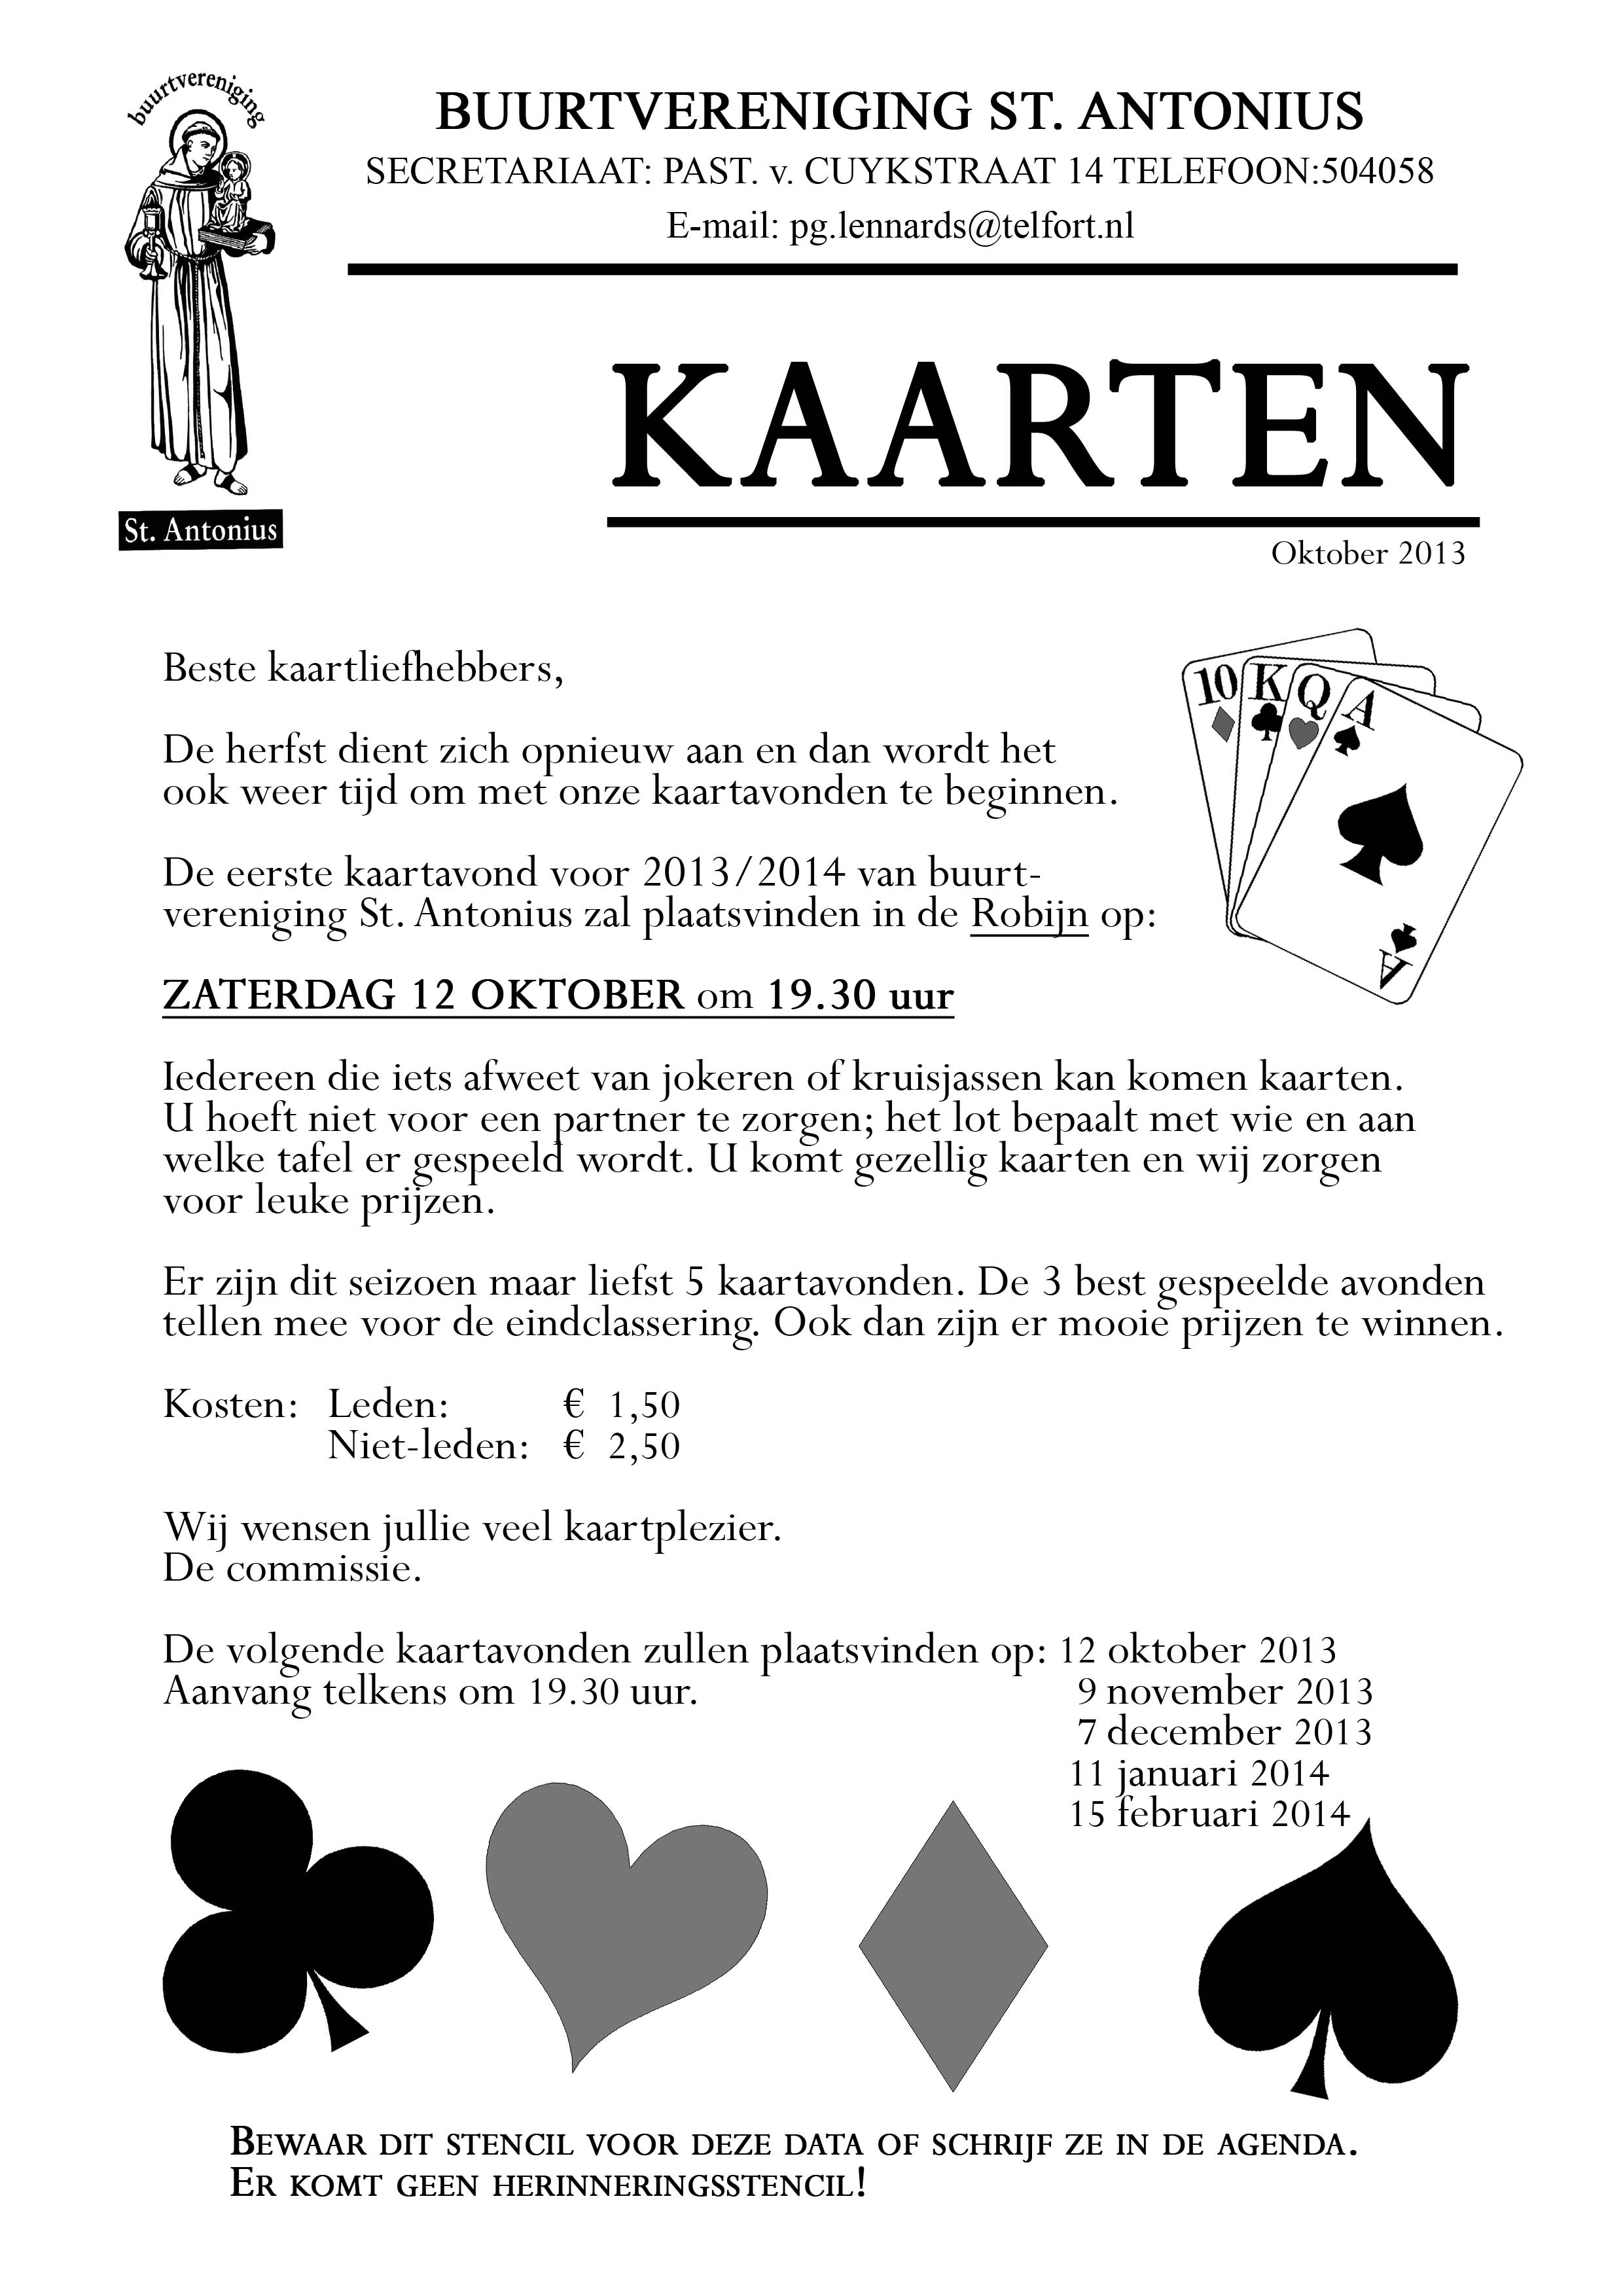 buurtvereniging
St. Antonius
BUURTVERENIGING ST. ANTONIUS
SECRETARIAAT: PAST. v. CUYKSTRAAT 14 TELEFOON:504058
E-mail: pg.lennards@telfort.nl
KAARTEN
Oktober 2013
10 K Q A
A
Beste kaartliefhebbers,
De herfst dient zich opnieuw aan en dan wordt het
ook weer tijd om met onze kaartavonden te beginnen.
De eerste kaartavond voor 2013/2014 van buurt-
vereniging St. Antonius zal plaatsvinden in de Robijn op:
ZATERDAG 12 OKTOBER om 19.30 uur
Iedereen die iets afweet van jokeren of kruisjassen kan komen kaarten.
U hoeft niet voor een partner te zorgen; het lot bepaalt met wie en aan
welke tafel er gespeeld wordt. U komt gezellig kaarten en wij zorgen
voor leuke prijzen.
Er zijn dit seizoen maar liefst 5 kaartavonden. De 3 best gespeelde avonden
tellen mee voor de eindclassering. Ook dan zijn er mooie prijzen te winnen.
Kosten: Leden: € 1,50
Niet-leden: € 2,50
Wij wensen jullie veel kaartplezier.
De commissie.
De volgende kaartavonden zullen plaatsvinden op: 12 oktober 2013
Aanvang telkens om 19.30 uur. 9 november 2013
7 december 2013
11 januari 2014
15 februari 2014
BEWAAR DIT STENCIL VOOR DEZE DATA OF SCHRIJF ZE IN DE AGENDA.
ER KOMT GEEN HERINNERINGSSTENCIL!